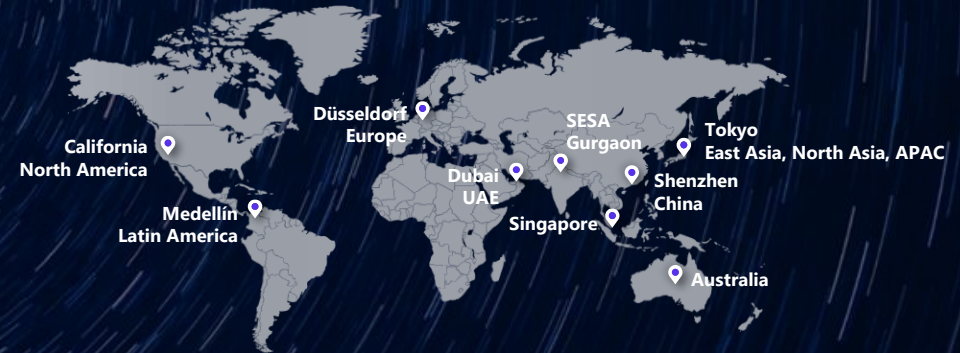 Düsseldorf
Europe
SESA
Gurgaon
Tokyo
East Asia, North Asia, APAC
California
North America
Dubai
UAE
Shenzhen
China
Medellín
Latin America
Singapore
Australia